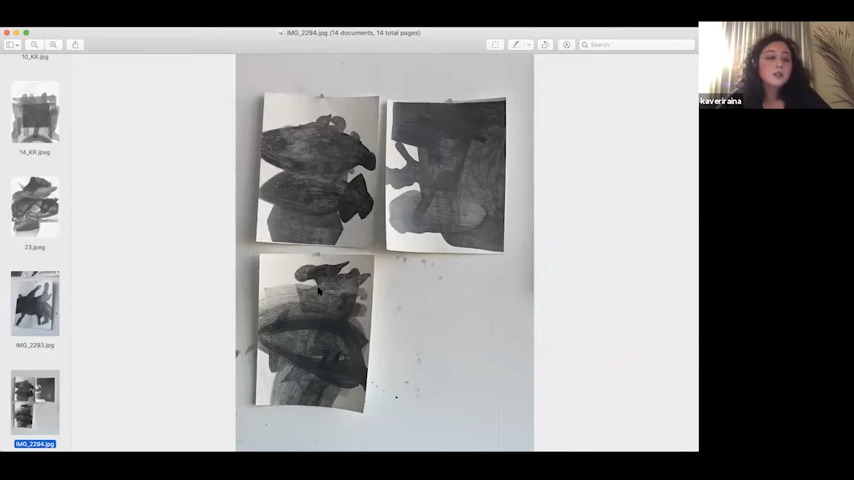 IMG_2294.jpg (14 documents, 14 total pages)
Search
10_KR.jpg
14_KR.jpeg
23.jpeg
IMG_2293.jpg
IMG_2294.jpg
kaveriraina